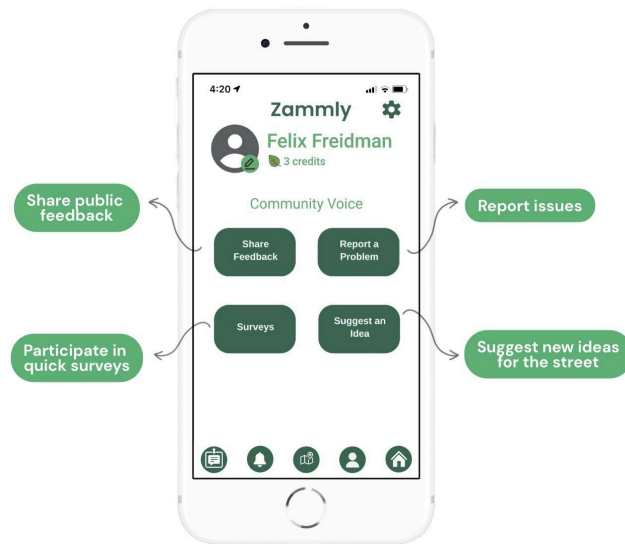 4:20
Zammly
Felix Freidman
3 credits
Share public
feedback
Report issues
Community Voice
Share
Feedback
Report a
Problem
Surveys
Suggest an
Idea
Participate in
quick surveys
Suggest new ideas
for the street